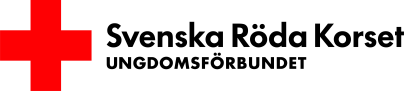 Svenska Röda Korset
UNGDOMSFÖRBUNDET